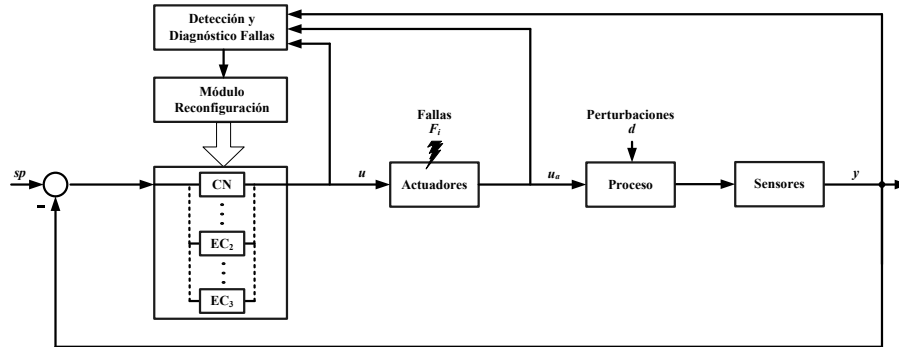 Detección y
Diagnóstico Fallas
Módulo
Reconfiguración
Fallas
Fi
Perturbaciones
d
sp
-
CN
EC2
EC3
u
Actuadores
ua
Proceso
Sensores
y